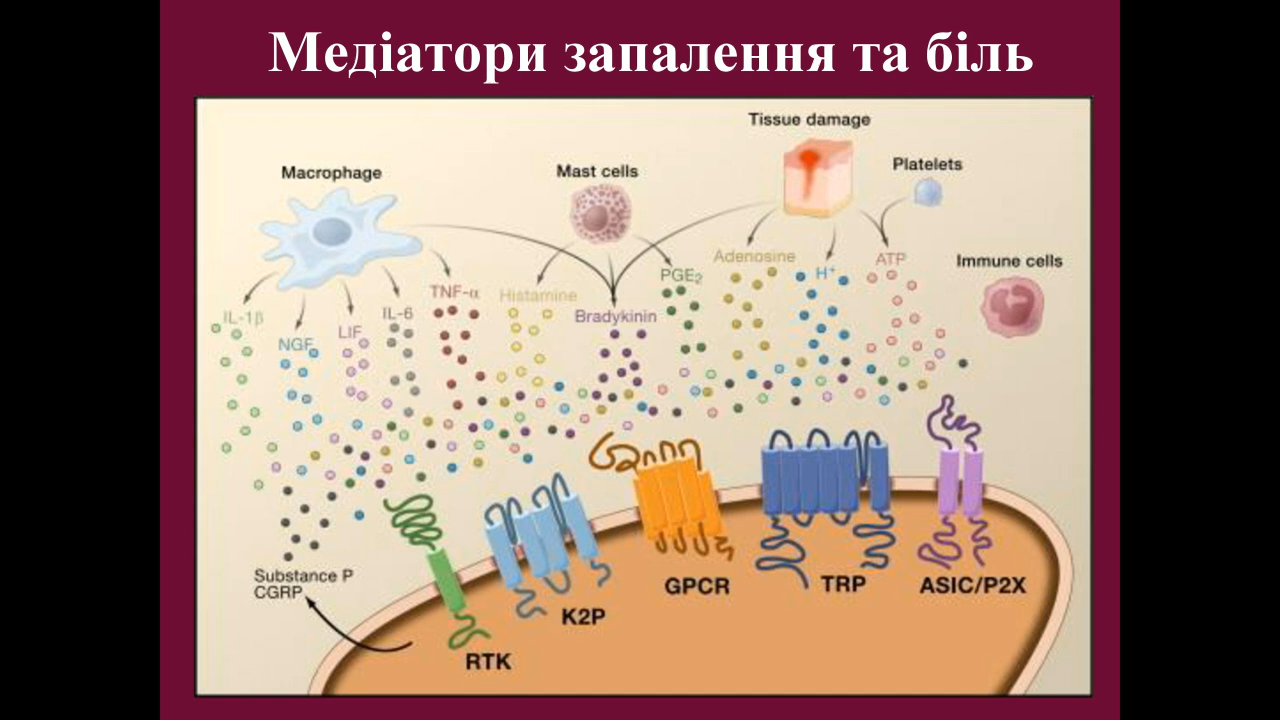 Медіатори запалення та біль
Tissue damage
Platelets
Mast cells
Macrophage
Immune cells
Adenosine
ATP
H+
PGE2
TNF-α
Histamine
IL-6
Bradykinin
IL-1β
LIF
NGF
Substance P
CGRP
GPCR
TRP
ASIC/P2X
K2P
RTK